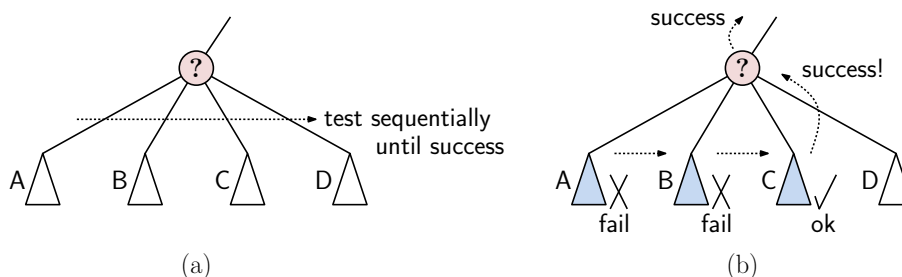 ?
test sequentially
until success
A
B
C
D
(a)
success
?
success!
A
B
C
D
fail
fail
ok
(b)